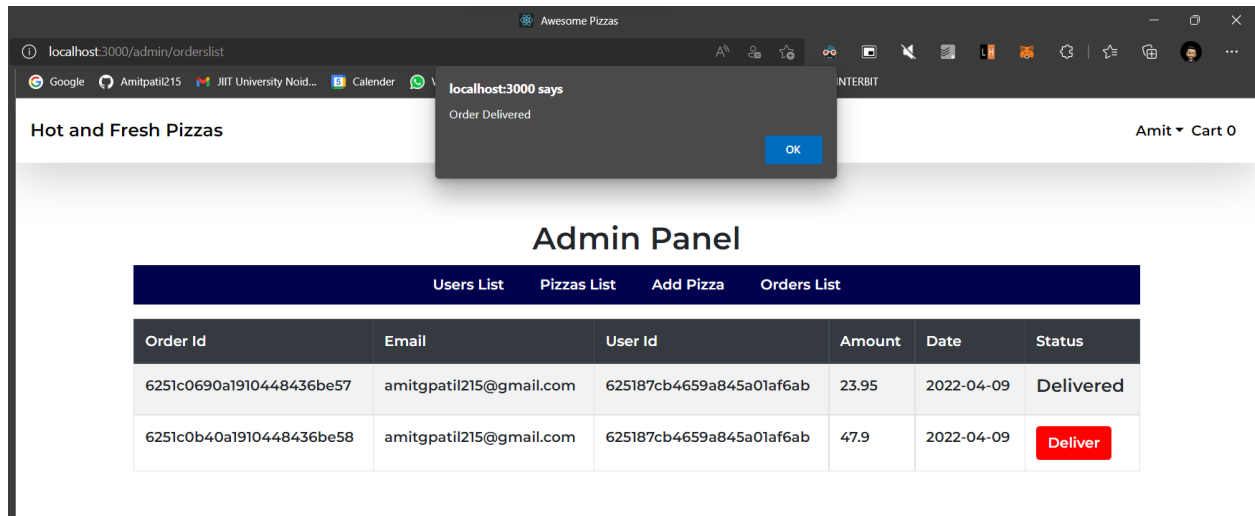 Awesome Pizzas
localhost:3000/admin/orderslist
Google Amitpatil215 JIIT University Noid... Calender NTERBIT
localhost:3000 says
Order Delivered
OK
Hot and Fresh Pizzas
Amit Cart 0
Admin Panel
Users List Pizzas List Add Pizza Orders List
Order Id Email User Id Amount Date Status
6251c0690a1910448436be57 amitgpatil215@gmail.com 625187cb4659a845a01af6ab 23.95 2022-04-09 Delivered
6251c0b40a1910448436be58 amitgpatil215@gmail.com 625187cb4659a845a01af6ab 47.9 2022-04-09 Deliver